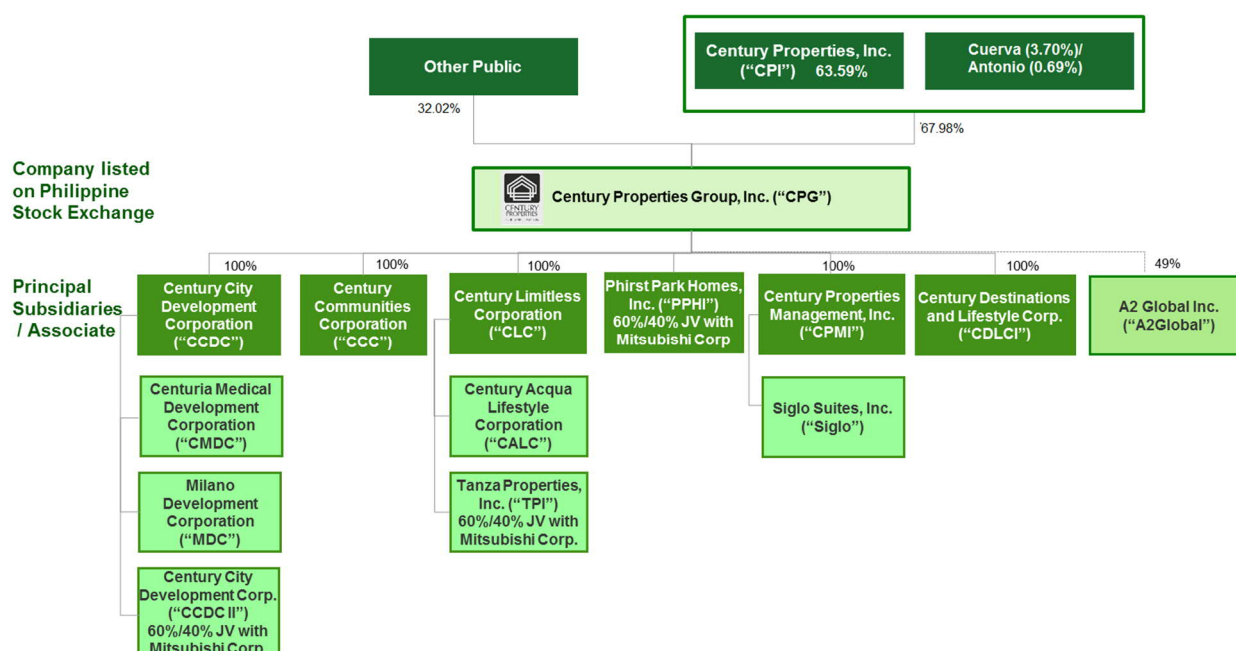 Other Public
Century Properties, Inc.
(“CPI”) 63.59%
Cuerva (3.70%)/
Antonio (0.69%)
32.02%
67.98%
Company listed
on Philippine
Stock Exchange
CENTURY
PROPERTIES
Century Properties Group, Inc. (“CPG”)
Principal
Subsidiaries
/ Associate
100%
100%
100%
100%
100%
49%
Century City
Development
Corporation
(“CCDC”)
Century
Communities
Corporation
(“CCC”)
Century Limitless
Corporation
(“CLC”)
Phirst Park Homes,
Inc. (“PPHI”)
60%/40% JV with
Mitsubishi Corp
Century Properties
Management, Inc.
(“CPMI”)
Century Destinations
and Lifestyle Corp.
(“CDLCI”)
A2 Global Inc.
(“A2Global”)
Centuria Medical
Development
Corporation
(“CMDC”)
Century Acqua
Lifestyle
Corporation
(“CALC”)
Siglo Suites, Inc.
(“Siglo”)
Milano
Development
Corporation
(“MDC”)
Tanza Properties,
Inc. (“TPI”)
60%/40% JV with
Mitsubishi Corp.
Century City
Development Corp.
(“CCDC II”)
60%/40% JV with
Mitsubishi Corp.